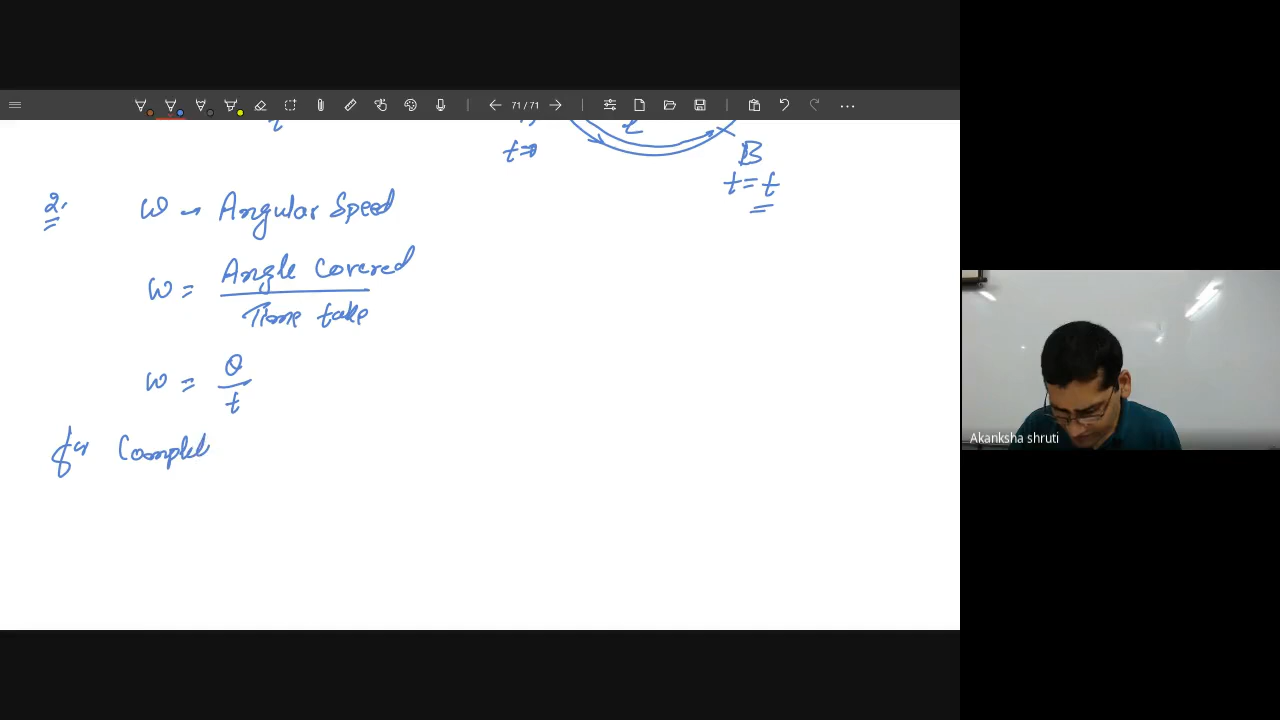 71/71
t=0
B
t = t
2. ω → Angular Speed
ω = Angle Covered
Time take
ω = θ
t
for Complet
Akanksha shruti